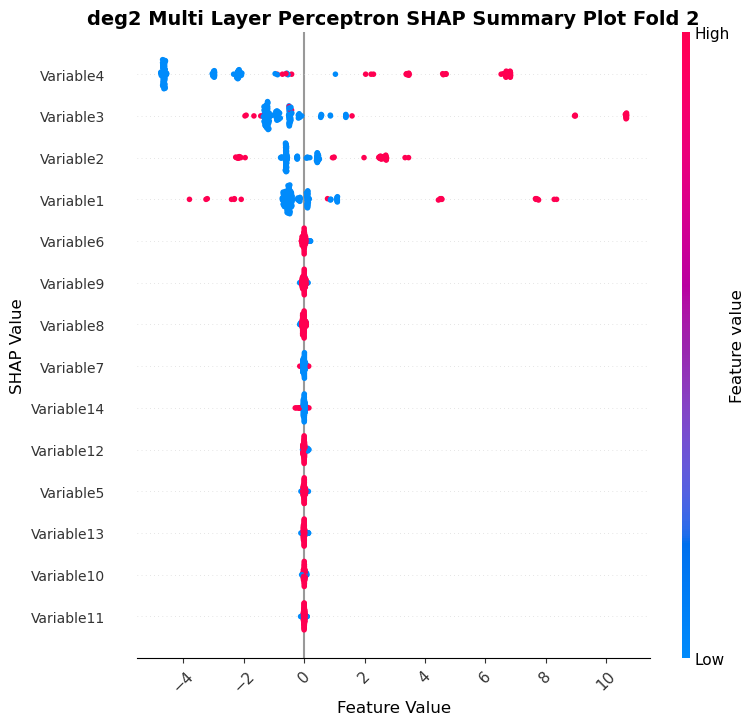 deg2 Multi Layer Perceptron SHAP Summary Plot Fold 2
High
Variable4
Variable3
Variable2
Variable1
Variable6
Variable9
Variable8
Variable7
Variable14
Variable12
Variable5
Variable13
Variable10
Variable11
SHAP Value
Feature value
Low
−4
−2
0
2
4
6
8
10
Feature Value